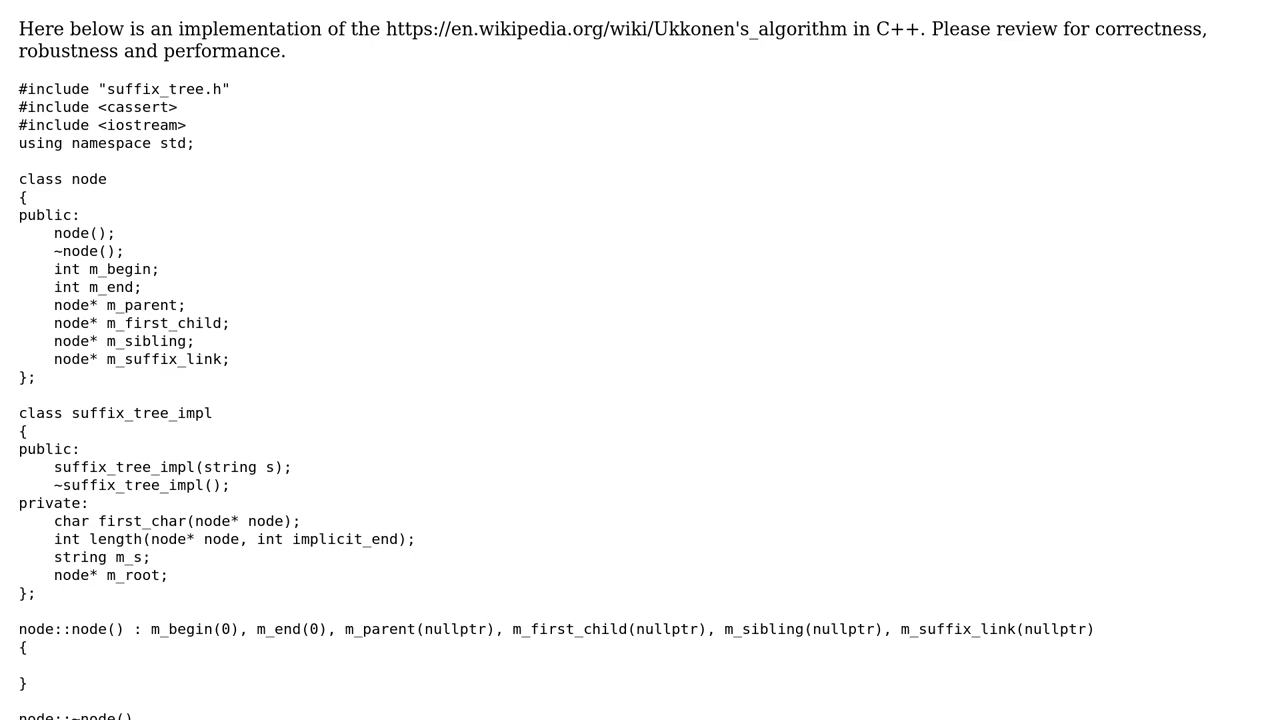 Here below is an implementation of the https://en.wikipedia.org/wiki/Ukkonen's_algorithm in C++. Please review for correctness,
robustness and performance.
#include "suffix_tree.h"
#include <cassert>
#include <iostream>
using namespace std;
class node
{
public:
    node();
    ~node();
    int m_begin;
    int m_end;
    node* m_parent;
    node* m_first_child;
    node* m_sibling;
    node* m_suffix_link;
};
class suffix_tree_impl
{
public:
    suffix_tree_impl(string s);
    ~suffix_tree_impl();
private:
    char first_char(node* node);
    int length(node* node, int implicit_end);
    string m_s;
    node* m_root;
};
node::node() : m_begin(0), m_end(0), m_parent(nullptr), m_first_child(nullptr), m_sibling(nullptr), m_suffix_link(nullptr)
{
}
node::~node()